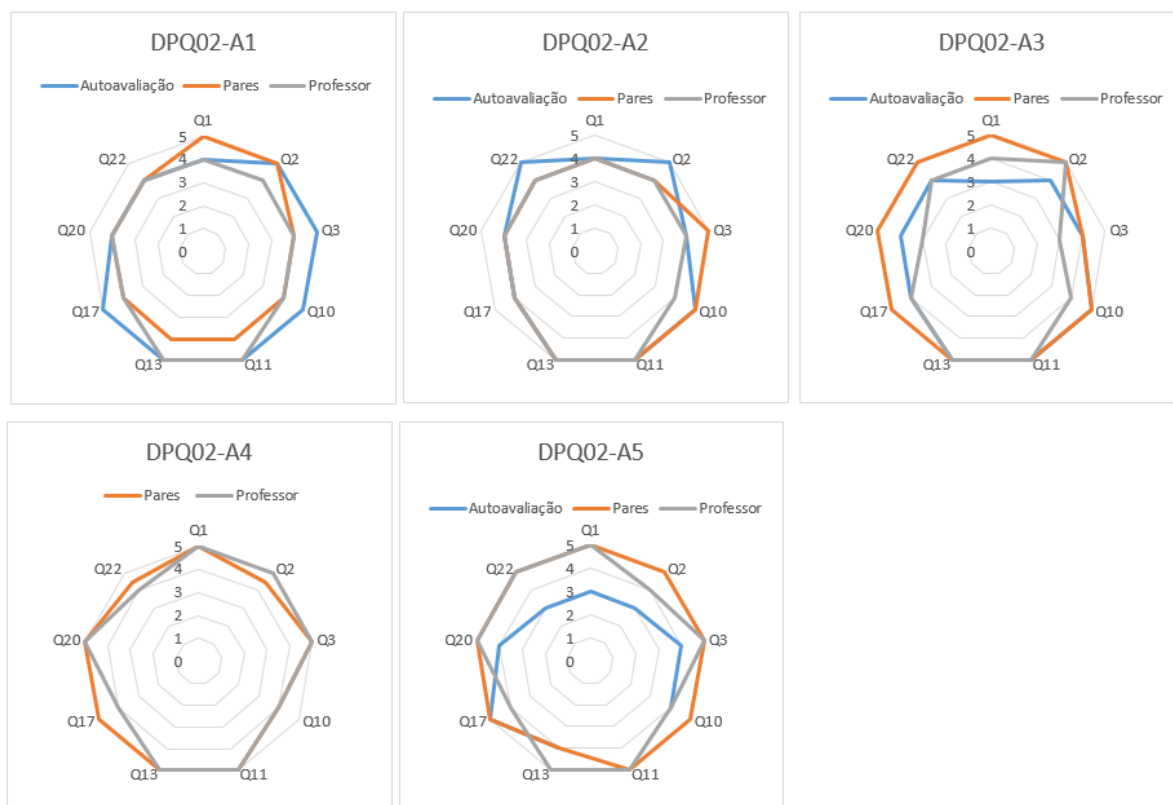 DPQ02-A1
Autoavaliação Pares Professor
Q1
Q2
Q3
Q10
Q11
Q13
Q17
Q20
Q22
5
4
3
2
1
0
DPQ02-A2
Autoavaliação Pares Professor
Q1
Q2
Q3
Q10
Q11
Q13
Q17
Q20
Q22
5
4
3
2
1
0
DPQ02-A3
Autoavaliação Pares Professor
Q1
Q2
Q3
Q10
Q11
Q13
Q17
Q20
Q22
5
4
3
2
1
0
DPQ02-A4
Pares Professor
Q1
Q2
Q3
Q10
Q11
Q13
Q17
Q20
Q22
5
4
3
2
1
0
DPQ02-A5
Autoavaliação Pares Professor
Q1
Q2
Q3
Q10
Q11
Q13
Q17
Q20
Q22
5
4
3
2
1
0